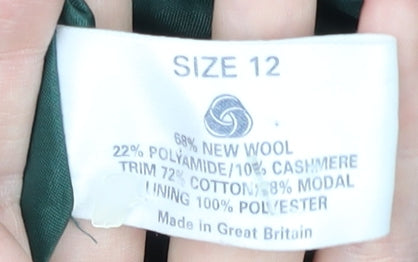 SIZE 12
68% NEW WOOL
22% POLYAMIDE/10% CASHMERE
TRIM 72% COTTON/28% MODAL
LINING 100% POLYESTER
Made in Great Britain